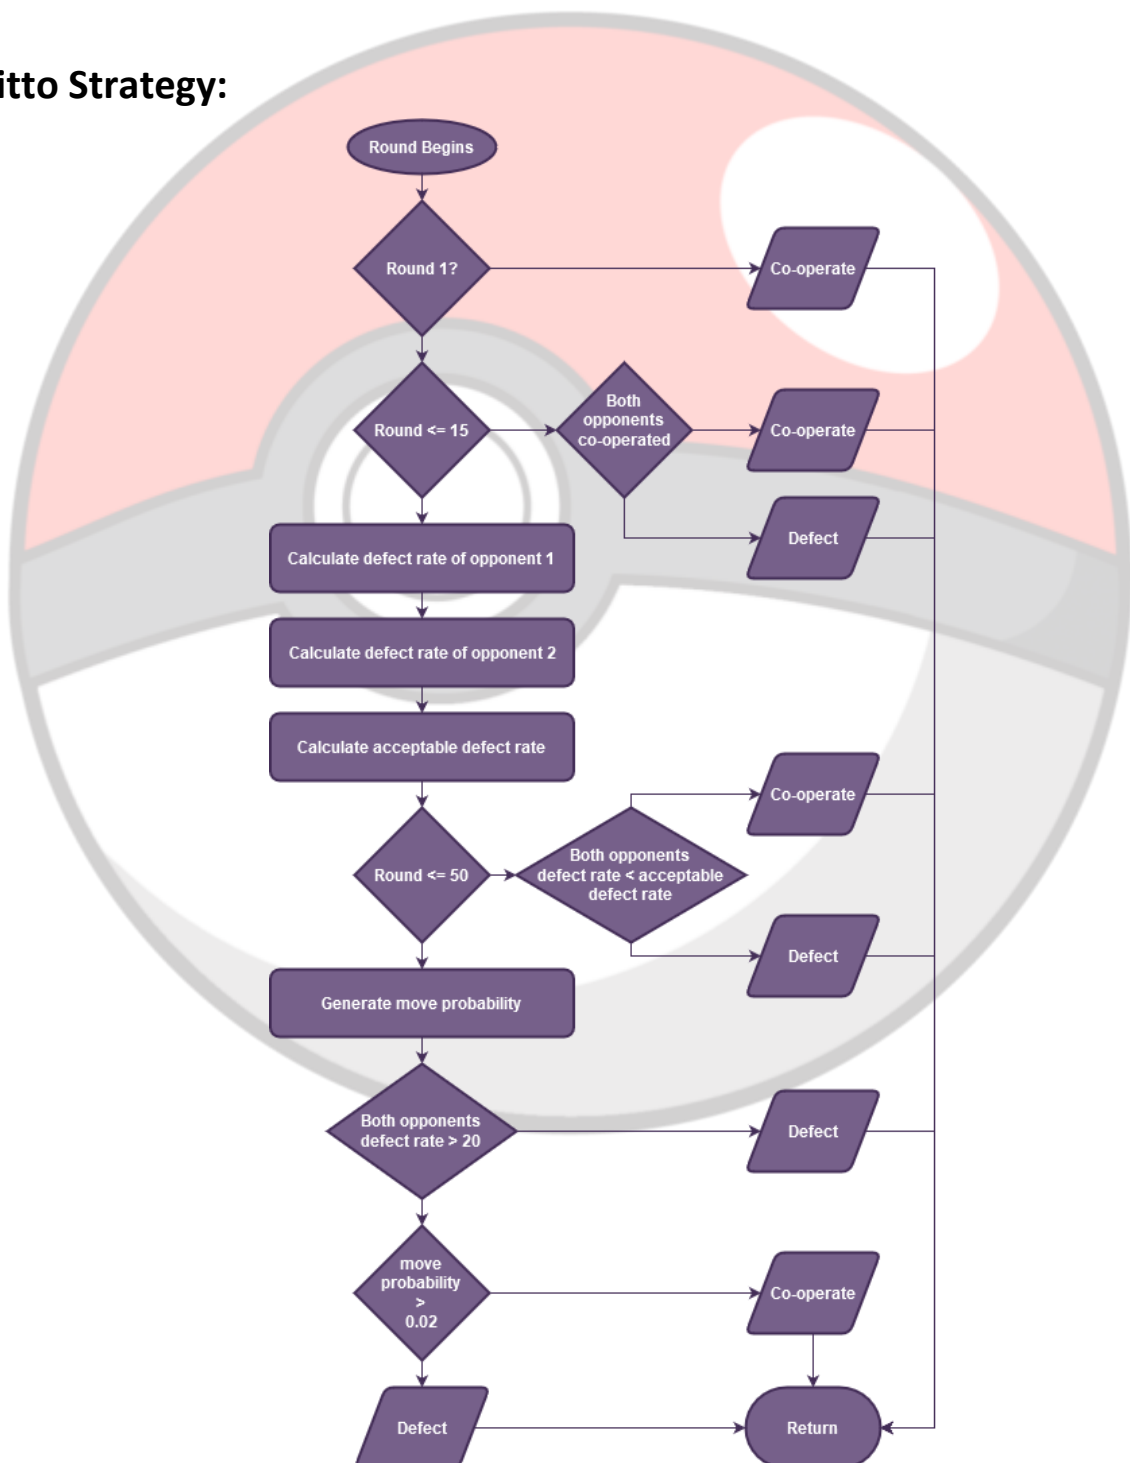 itto Strategy:
Round Begins
Round 1?
Co-operate
Round <= 15
Both
opponents
co-operated
Co-operate
Defect
Calculate defect rate of opponent 1
Calculate defect rate of opponent 2
Calculate acceptable defect rate
Co-operate
Round <= 50
Both opponents
defect rate < acceptable
defect rate
Defect
Generate move probability
Both opponents
defect rate > 20
Defect
move
probability
>
0.02
Co-operate
Defect
Return